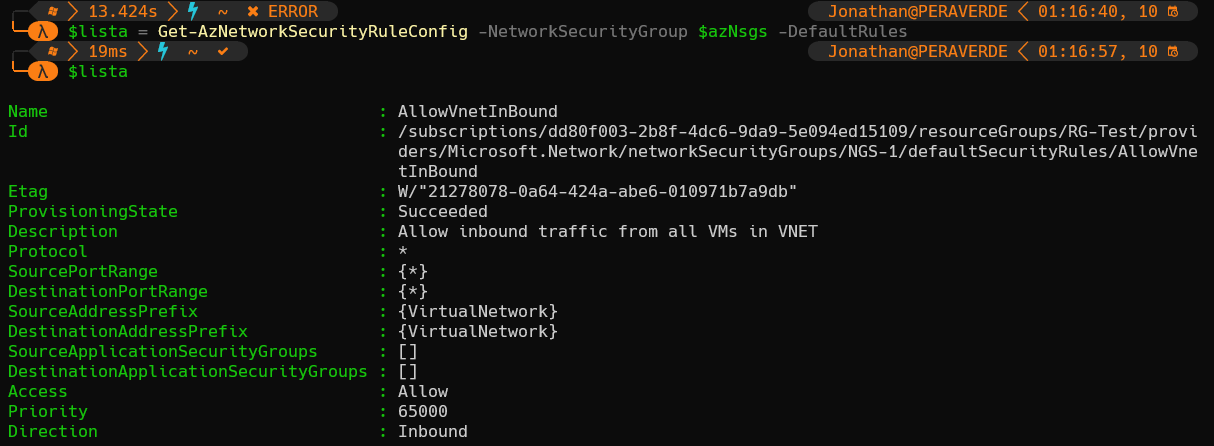 13.424s ~ ✖ ERROR Jonathan@PERAVERDE 01:16:40, 10
λ $lista = Get-AzNetworkSecurityRuleConfig -NetworkSecurityGroup $azNsgs -DefaultRules
19ms ~ ✔ Jonathan@PERAVERDE 01:16:57, 10
λ $lista
Name : AllowVnetInBound
Id : /subscriptions/dd80f003-2b8f-4dc6-9da9-5e094ed15109/resourceGroups/RG-Test/provi
ders/Microsoft.Network/networkSecurityGroups/NGS-1/defaultSecurityRules/AllowVne
tInBound
Etag : W/"21278078-0a64-424a-abe6-010971b7a9db"
ProvisioningState : Succeeded
Description : Allow inbound traffic from all VMs in VNET
Protocol : *
SourcePortRange : {*}
DestinationPortRange : {*}
SourceAddressPrefix : {VirtualNetwork}
DestinationAddressPrefix : {VirtualNetwork}
SourceApplicationSecurityGroups : []
DestinationApplicationSecurityGroups : []
Access : Allow
Priority : 65000
Direction : Inbound